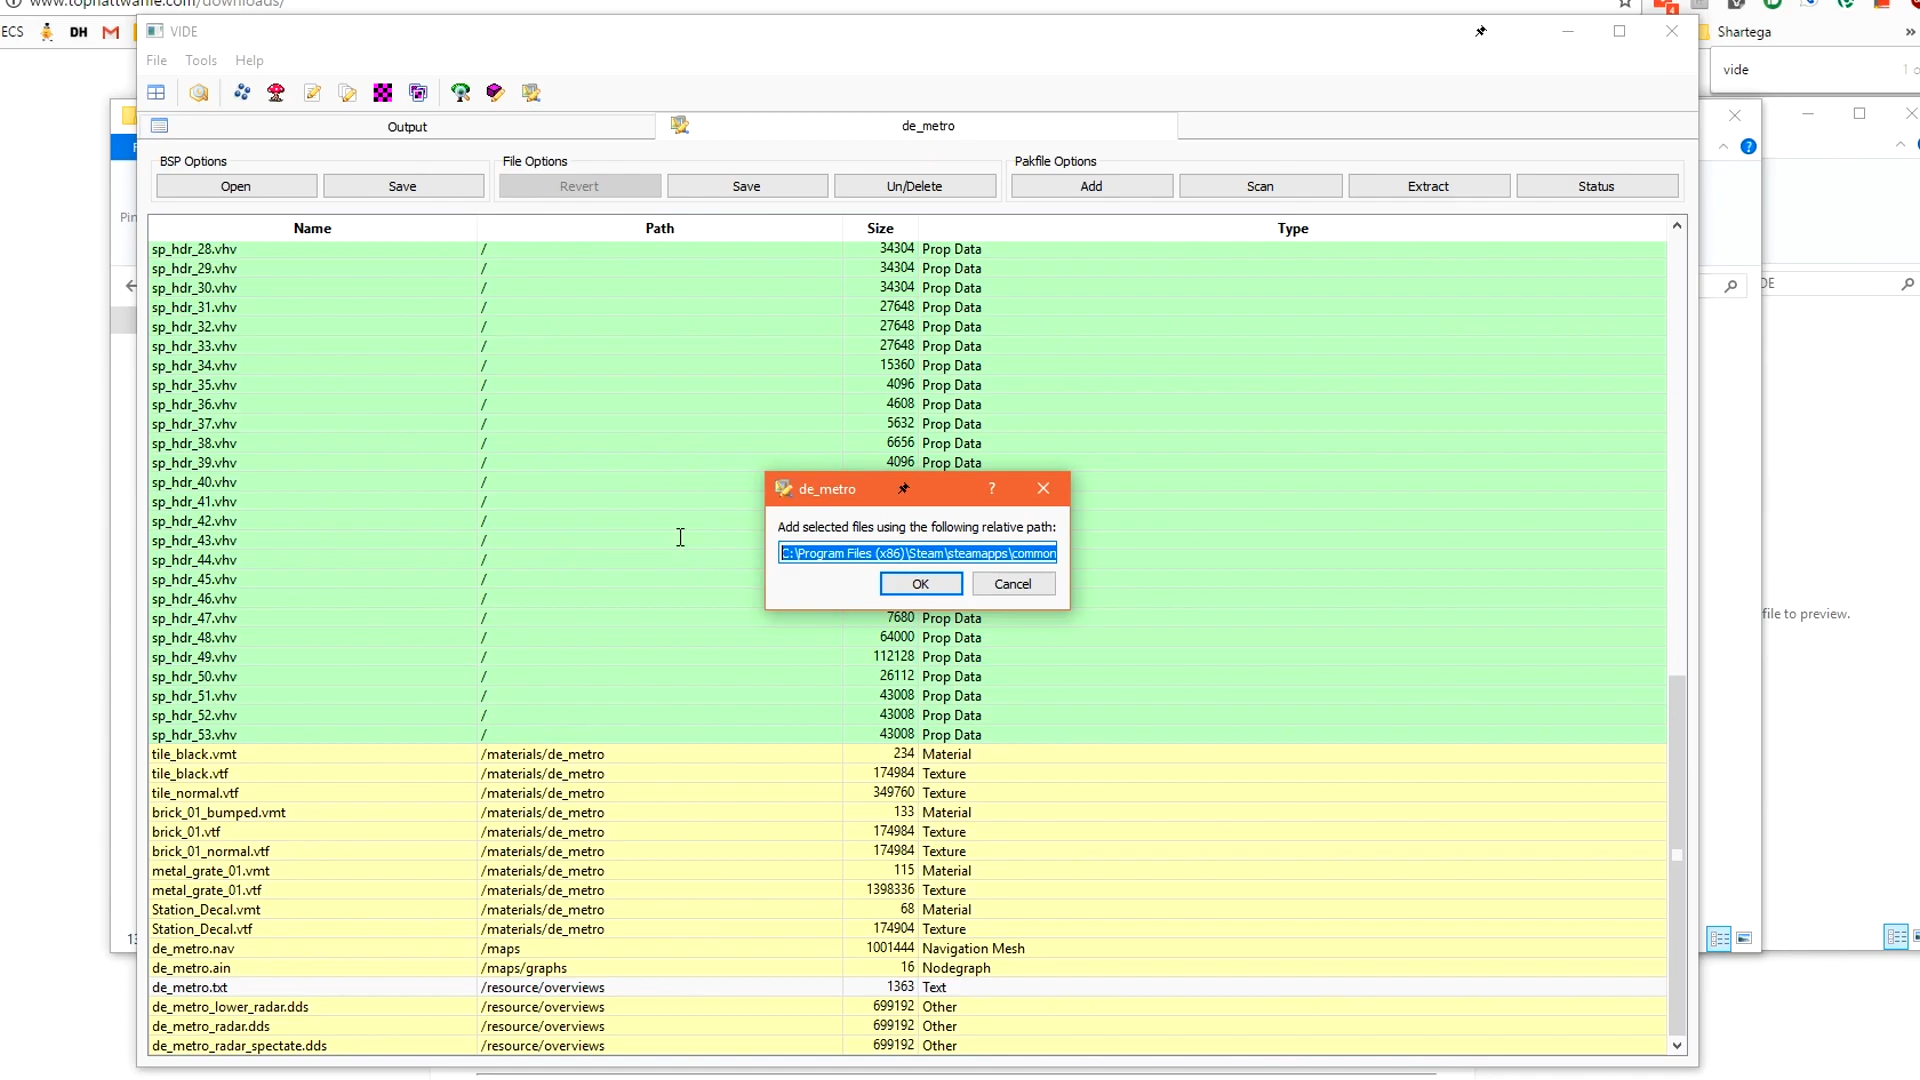 www.tophattwaffle.com/downloads/
ECS
DH
Shartega
VIDE
vide
File Tools Help
Output
de_metro
BSP Options
File Options
Pakfile Options
Open
Save
Revert
Save
Un/Delete
Add
Scan
Extract
Status
Name Path Size Type
sp_hdr_28.vhv / 34304 Prop Data
sp_hdr_29.vhv / 34304 Prop Data
sp_hdr_30.vhv / 34304 Prop Data
sp_hdr_31.vhv / 27648 Prop Data
sp_hdr_32.vhv / 27648 Prop Data
sp_hdr_33.vhv / 27648 Prop Data
sp_hdr_34.vhv / 15360 Prop Data
sp_hdr_35.vhv / 4096 Prop Data
sp_hdr_36.vhv / 4608 Prop Data
sp_hdr_37.vhv / 5632 Prop Data
sp_hdr_38.vhv / 6656 Prop Data
sp_hdr_39.vhv / 4096 Prop Data
sp_hdr_40.vhv /
sp_hdr_41.vhv /
sp_hdr_42.vhv /
sp_hdr_43.vhv /
sp_hdr_44.vhv /
sp_hdr_45.vhv /
sp_hdr_46.vhv /
de_metro
Add selected files using the following relative path:
C:\Program Files (x86)\Steam\steamapps\common
OK
Cancel
sp_hdr_47.vhv / 7680 Prop Data
sp_hdr_48.vhv / 64000 Prop Data
sp_hdr_49.vhv / 112128 Prop Data
sp_hdr_50.vhv / 26112 Prop Data
sp_hdr_51.vhv / 43008 Prop Data
sp_hdr_52.vhv / 43008 Prop Data
sp_hdr_53.vhv / 43008 Prop Data
tile_black.vmt /materials/de_metro 234 Material
tile_black.vtf /materials/de_metro 174984 Texture
tile_normal.vtf /materials/de_metro 349760 Texture
brick_01_bumped.vmt /materials/de_metro 133 Material
brick_01.vtf /materials/de_metro 174984 Texture
brick_01_normal.vtf /materials/de_metro 174984 Texture
metal_grate_01.vmt /materials/de_metro 115 Material
metal_grate_01.vtf /materials/de_metro 1398336 Texture
Station_Decal.vmt /materials/de_metro 68 Material
Station_Decal.vtf /materials/de_metro 174904 Texture
de_metro.nav /maps 1001444 Navigation Mesh
de_metro.ain /maps/graphs 16 Nodegraph
de_metro.txt /resource/overviews 1363 Text
de_metro_lower_radar.dds /resource/overviews 699192 Other
de_metro_radar.dds /resource/overviews 699192 Other
de_metro_radar_spectate.dds /resource/overviews 699192 Other
Pin
DE
file to preview.